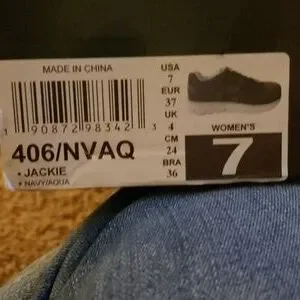 MADE IN CHINA
1 90872 98342 3
406/NVAQ
• JACKIE
• NAVY/AQUA
USA
7
EUR
37
UK
4
CM
24
BRA
36
WOMEN'S
7